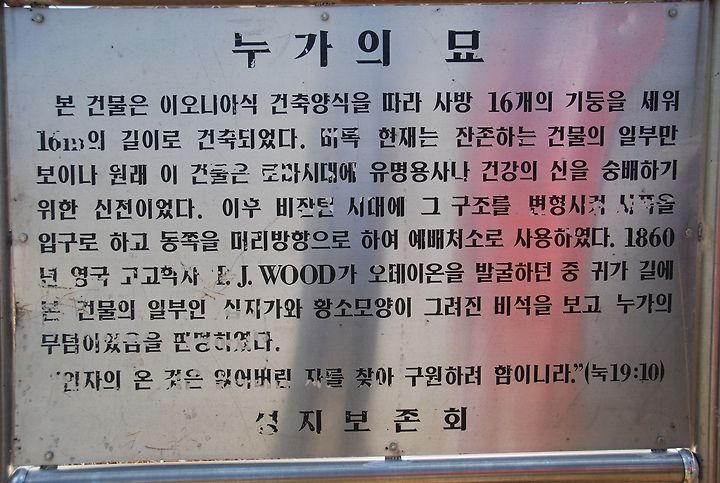 누가의 묘
본 건물은 이오니아식 건축양식을 따라 사방 16개의 기둥을 세워
16m의 길이로 건축되었다. 비록 현재는 잔존하는 건물의 일부만
보이나 원래 이 건물은 로마시대에 유명용사나 건강의 신을 숭배하기
위한 신전이었다. 이후 비잔틴 시대에 그 구조를 변형시켜 서쪽을
입구로 하고 동쪽을 머리방향으로 하여 예배처소로 사용하였다. 1860
년 영국 고고학자 J. WOOD가 오데이온을 발굴하던 중 귀가 길에
본 건물의 일부인 십자가와 황소모양이 그려진 비석을 보고 누가의
무덤이었음을 판명하였다.
“인자의 온 것은 잃어버린 자를 찾아 구원하려 함이니라.”(눅19:10)
성지보존회